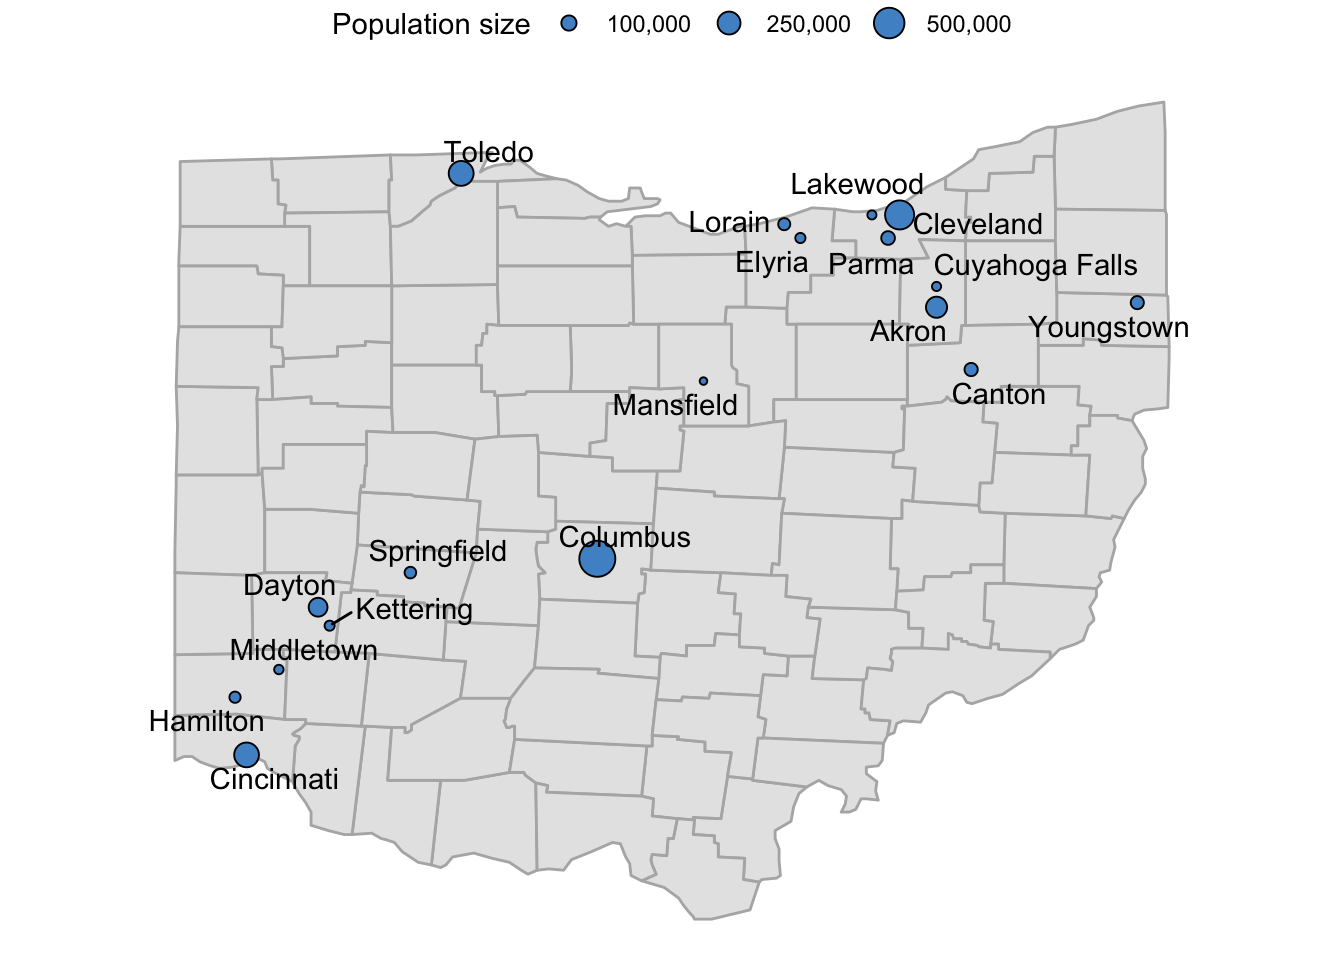 Population size 100,000 250,000 500,000
Toledo
Lakewood
Lorain
Cleveland
Elyria
Parma
Cuyahoga Falls
Akron
Youngstown
Canton
Mansfield
Columbus
Springfield
Dayton
Kettering
Middletown
Hamilton
Cincinnati